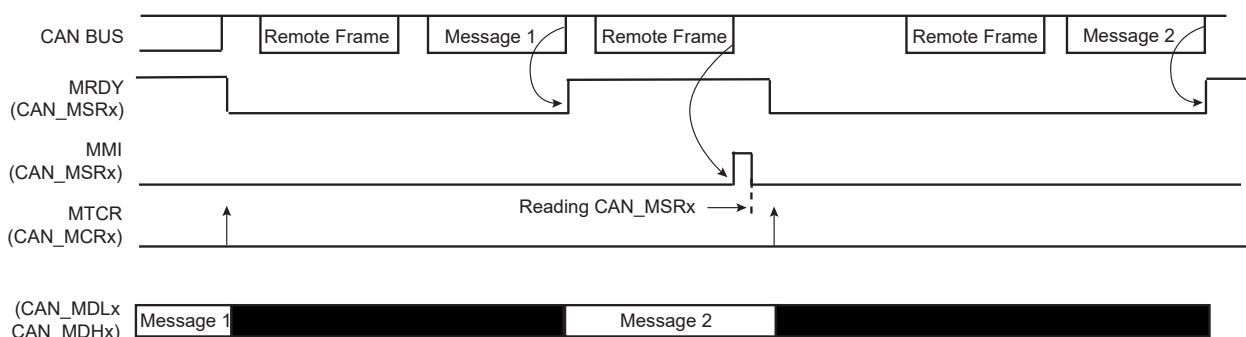 CAN BUS
Remote Frame
Message 1
Remote Frame
Remote Frame
Message 2
MRDY
(CAN_MSRx)
MMI
(CAN_MSRx)
Reading CAN_MSRx
MTCR
(CAN_MCRx)
(CAN_MDLx
CAN_MDHx)
Message 1
Message 2